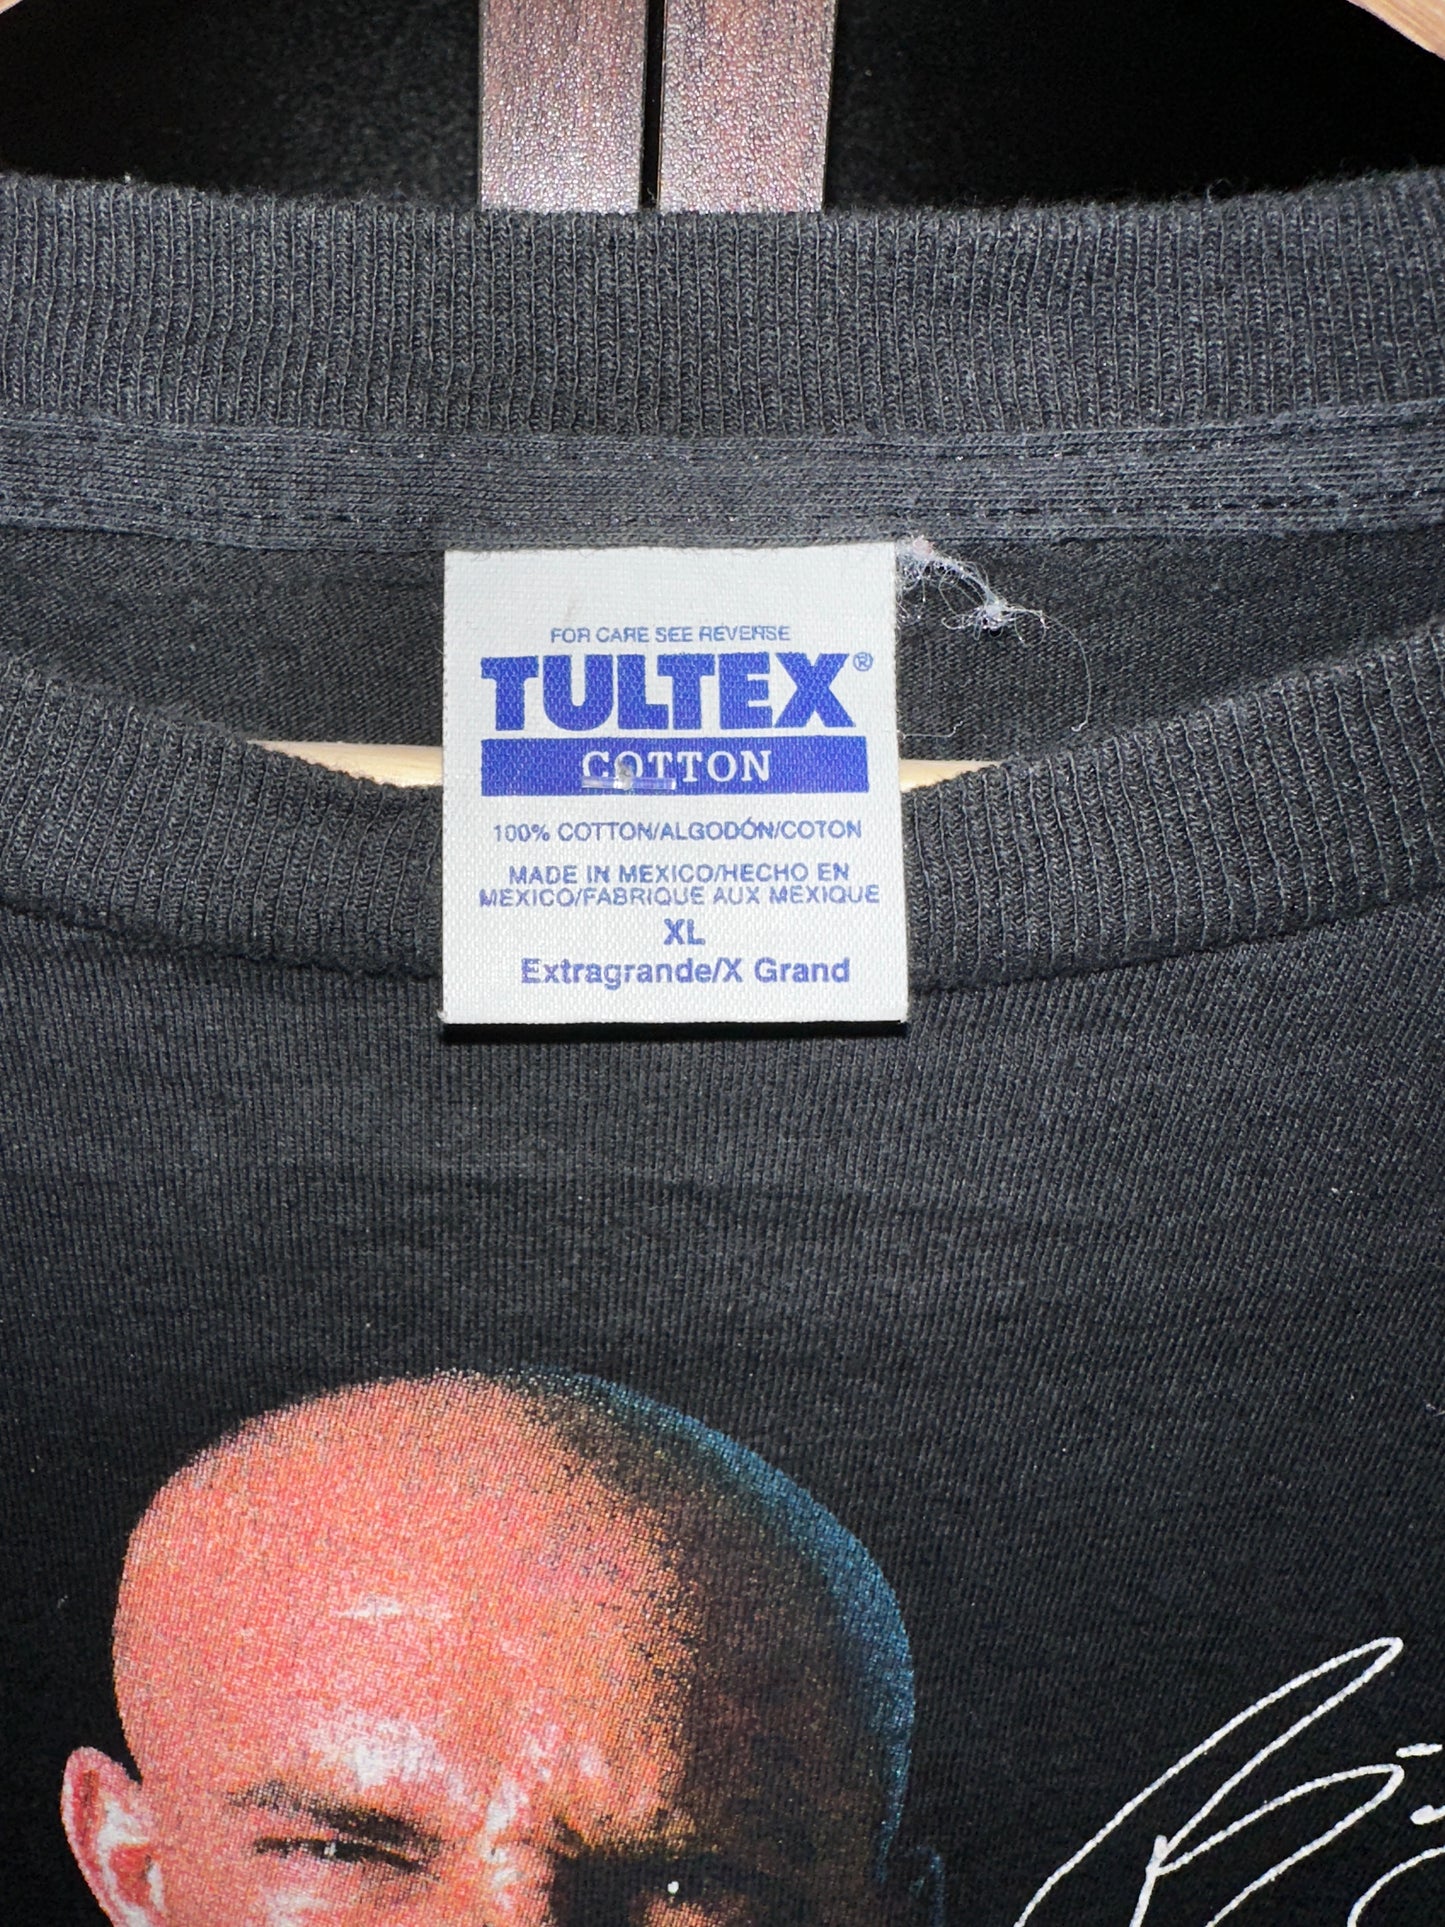 FOR CARE SEE REVERSE
TULTEX®
COTTON
100% COTTON/ALGODÓN/COTON
MADE IN MEXICO/HECHO EN
MEXICO/FABRIQUE AUX MEXIQUE
XL
Extragrande/X Grand